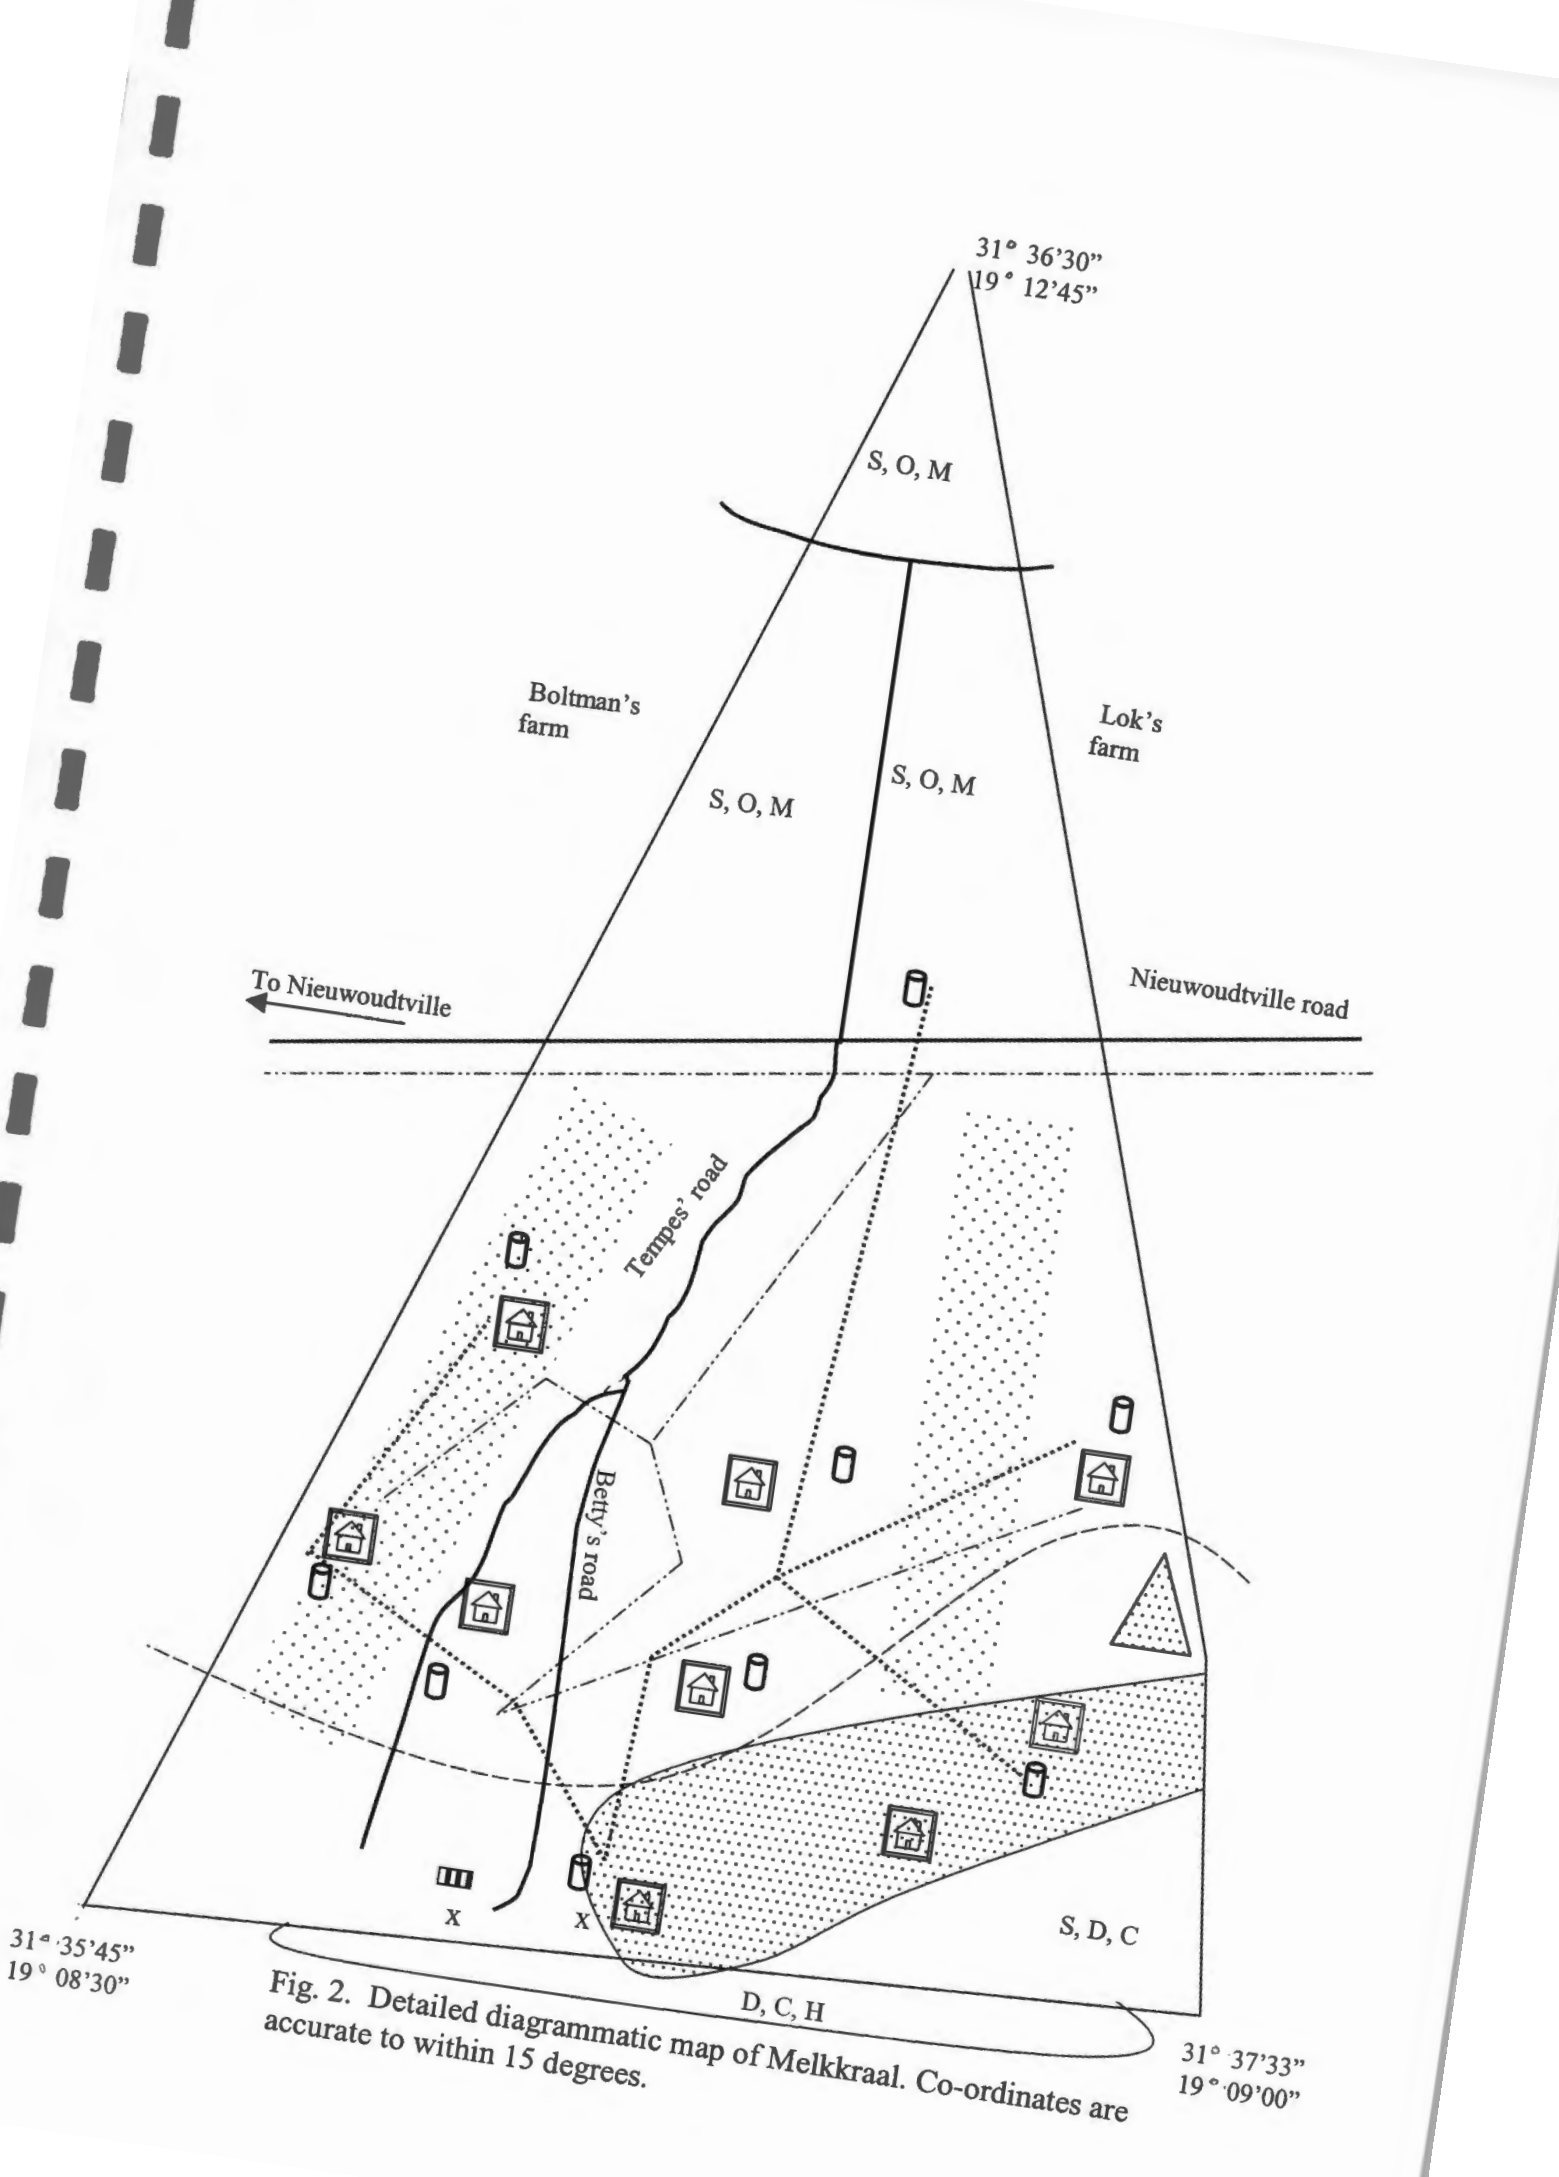 31° 36’30”
19° 12’45”
S, O, M
Boltman’s
farm
Lok’s
farm
S, O, M
S, O, M
To Nieuwoudtville
Nieuwoudtville road
Tempes’ road
Betty’s road
X
X
S, D, C
31° 35’45”
19° 08’30”
D, C, H
31° 37’33”
19° 09’00”
Fig. 2. Detailed diagrammatic map of Melkkraal. Co-ordinates are
accurate to within 15 degrees.